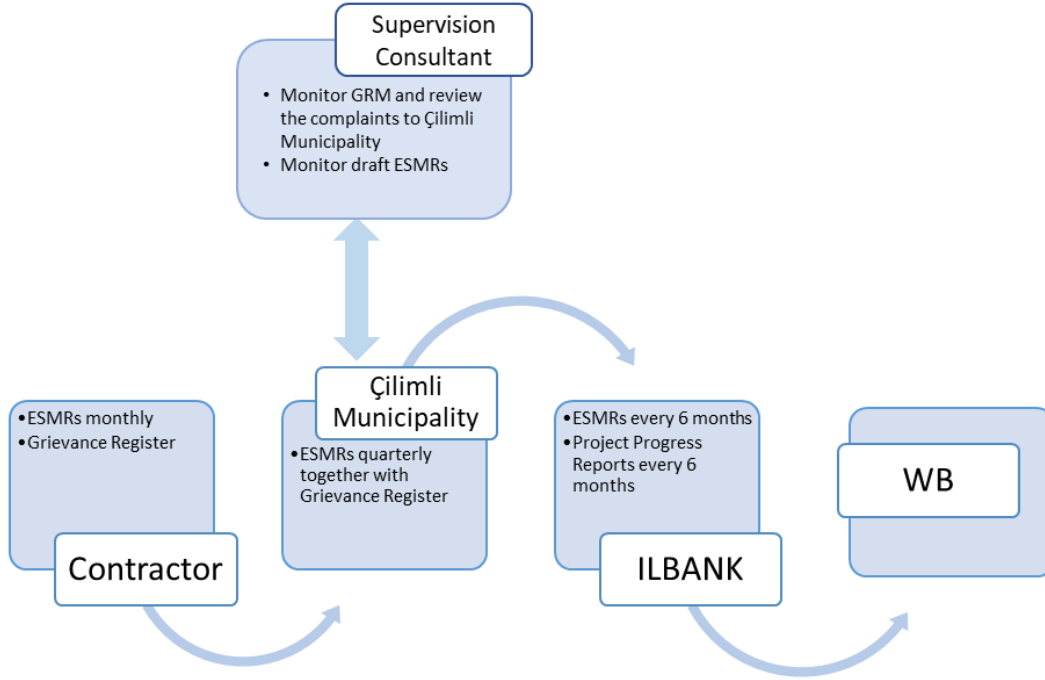 Supervision
Consultant
• Monitor GRM and review
the complaints to Çilimli
Municipality
• Monitor draft ESMRs
•ESMRs monthly
•Grievance Register
Contractor
Çilimli
Municipality
•ESMRs quarterly
together with
Grievance Register
•ESMRs every 6 months
•Project Progress
Reports every 6
months
ILBANK
WB